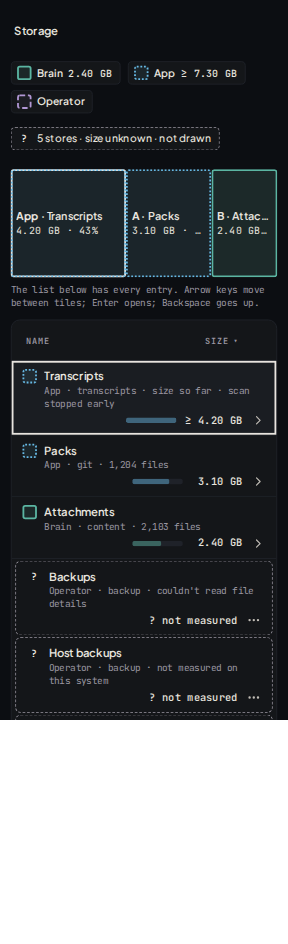 Storage
Brain 2.40 GB
App ≥ 7.30 GB
Operator
? 5 stores · size unknown · not drawn
App · Transcripts
4.20 GB · 43%
A · Packs
3.10 GB · …
B · Attac…
2.40 GB…
The list below has every entry. Arrow keys move
between tiles; Enter opens; Backspace goes up.
NAME
SIZE
Transcripts
App · transcripts · size so far · scan
stopped early
≥ 4.20 GB
Packs
App · git · 1,204 files
3.10 GB
Attachments
Brain · content · 2,103 files
2.40 GB
? Backups
Operator · backup · couldn't read file
details
? not measured ···
? Host backups
Operator · backup · not measured on
this system
? not measured ···